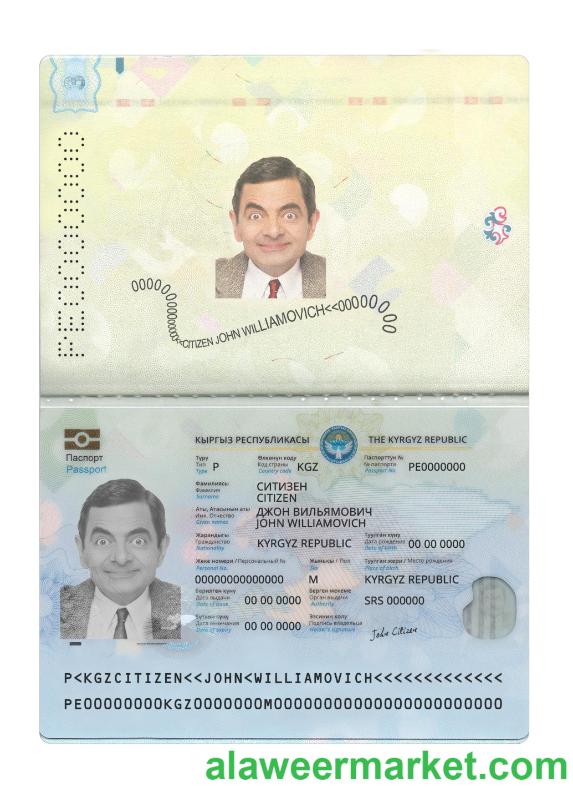 PE0000000
000000000000000<<CITIZEN JOHN WILLIAMOVICH<<00000000
КЫРГЫЗ РЕСПУБЛИКАСЫ THE KYRGYZ REPUBLIC
Паспорт
Passport
Түрү
Тип
Type
P
Өлкөнүн коду
Код страны
Country code
KGZ
Паспорттун №
№ паспорта
Passport No.
PE0000000
Фамилиясы
Фамилия
Surname
СИТИЗЕН
CITIZEN
Аты, Атасынын аты
Имя, Отчество
Given names
ДЖОН ВИЛЬЯМОВИЧ
JOHN WILLIAMOVICH
Жарандыгы
Гражданство
Nationality
KYRGYZ REPUBLIC
Туулган күнү
Дата рождения
Date of birth
00 00 0000
Жеке номери / Персональный №
Personal No.
00000000000000
Жынысы / Пол
Sex
M
Туулган жери / Место рождения
Place of birth
KYRGYZ REPUBLIC
Берилген күнү
Дата выдачи
Date of issue
00 00 0000
Берген мекеме
Орган выдачи
Authority
SRS 000000
Дата окончания
Date of expiry
00 00 0000
Ээсинин колу
Подпись владельца
Holder's signature
John Citizen
P<KGZCITIZEN<<JOHN<WILLIAMOVICH<<<<<<<<<<<<<
PE00000000KGZ0000000M00000000000000000000000
alaweermarket.com